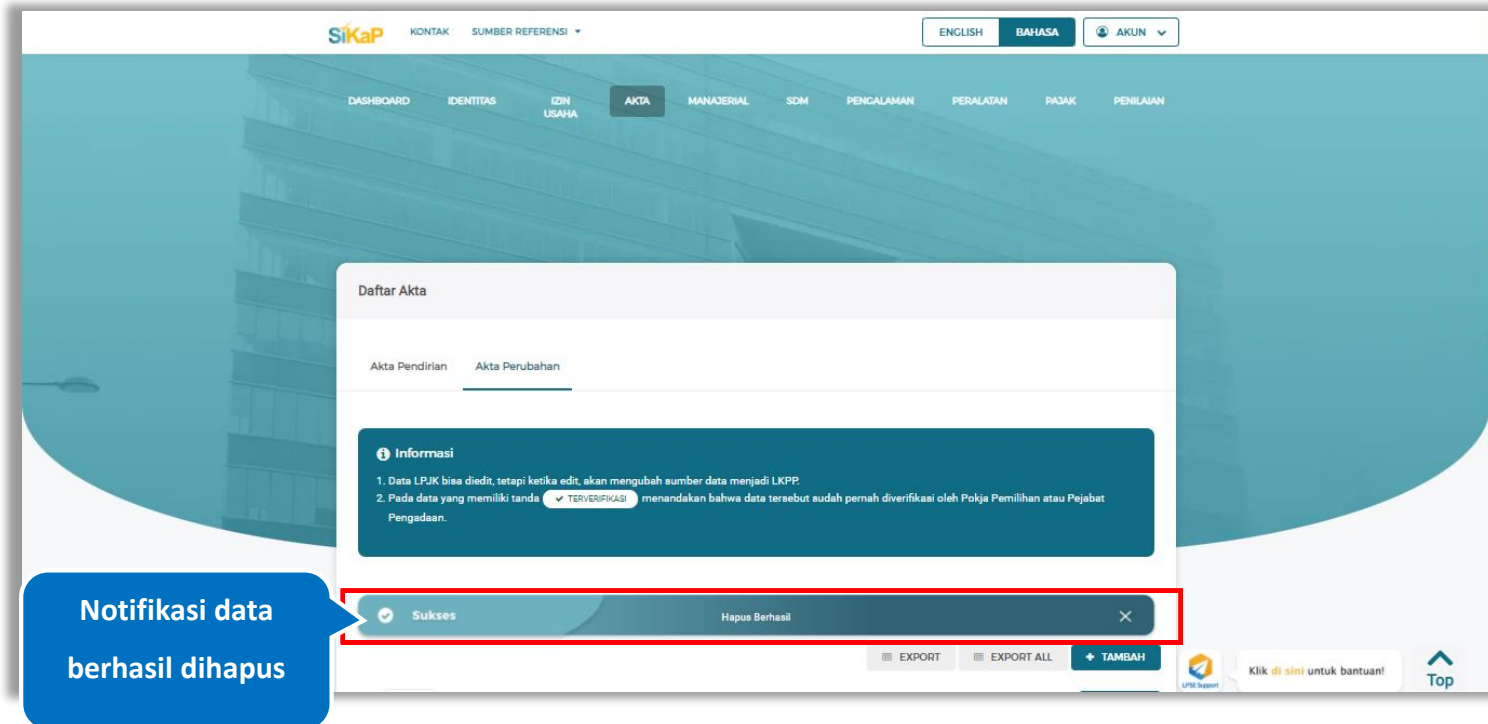 SiKaP KONTAK SUMBER REFERENSI ENGLISH BAHASA AKUN
DASHBOARD IDENTITAS IZIN USAHA AKTA MANAJERIAL SDM PENGALAMAN PERALATAN PAJAK PENILAIAN
Daftar Akta
Akta Pendirian Akta Perubahan
Informasi
1. Data LPJK bisa diedit, tetapi ketika edit, akan mengubah sumber data menjadi LKPP.
2. Pada data yang memiliki tanda TERVERIFIKASI menandakan bahwa data tersebut sudah pernah diverifikasi oleh Pokja Pemilihan atau Pejabat
Pengadaan.
Notifikasi data
berhasil dihapus
Sukses Hapus Berhasil
EXPORT EXPORT ALL + TAMBAH
LPSE Support
Klik di sini untuk bantuan!
Top